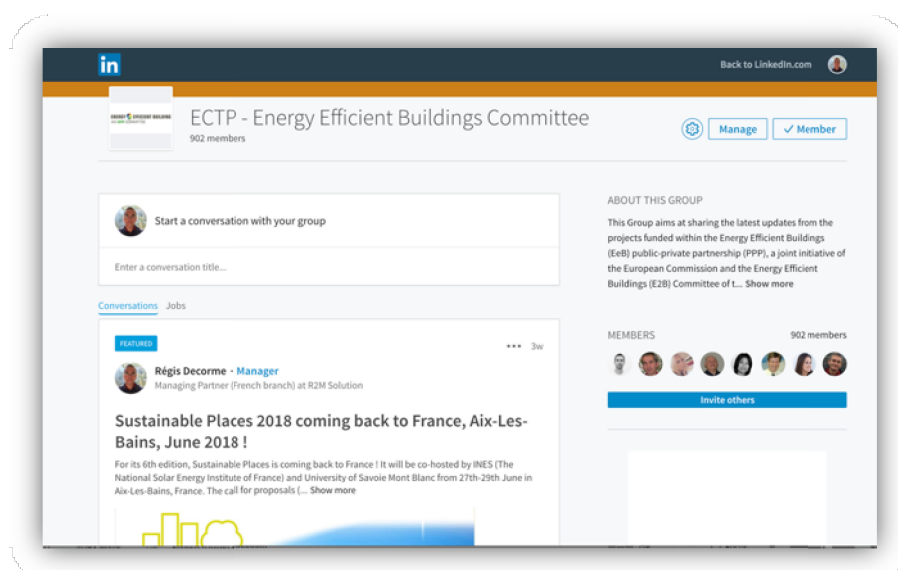 in
Back to LinkedIn.com
ENERGY EFFICIENT BUILDING
ECTP - Energy Efficient Buildings Committee
902 members
Manage
✓ Member
Start a conversation with your group
Enter a conversation title...
Conversations Jobs
FEATURED
••• 3w
Régis Decorme · Manager
Managing Partner (French branch) at R2M Solution
Sustainable Places 2018 coming back to France, Aix-Les-
Bains, June 2018 !
For its 6th edition, Sustainable Places is coming back to France ! It will be co-hosted by INES (The
National Solar Energy Institute of France) and University of Savoie Mont Blanc from 27th-29th June in
Aix-Les-Bains, France. The call for proposals (... Show more
ABOUT THIS GROUP
This Group aims at sharing the latest updates from the
projects funded within the Energy Efficient Buildings
(EeB) public-private partnership (PPP), a joint initiative of
the European Commission and the Energy Efficient
Buildings (E2B) Committee of t... Show more
MEMBERS 902 members
Invite others